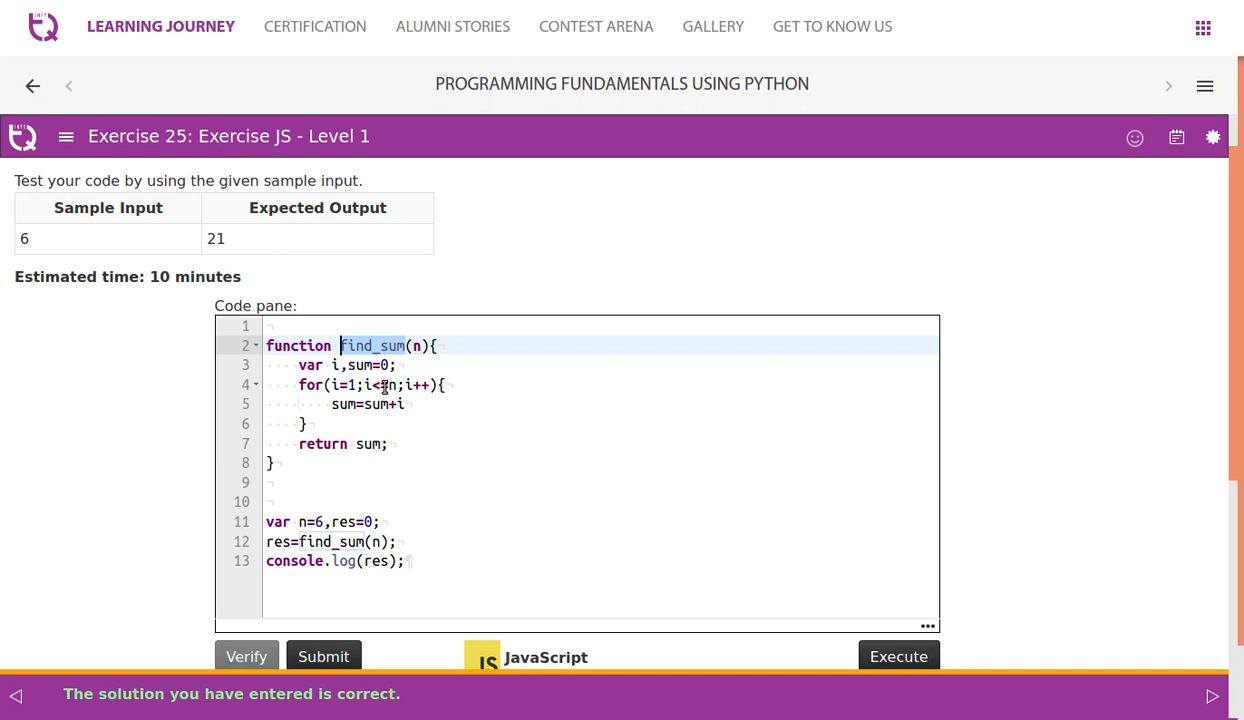 LEARNING JOURNEY CERTIFICATION ALUMNI STORIES CONTEST ARENA GALLERY GET TO KNOW US
PROGRAMMING FUNDAMENTALS USING PYTHON
Exercise 25: Exercise JS - Level 1
Test your code by using the given sample input.
Sample Input Expected Output
6 21
Estimated time: 10 minutes
Code pane:
1
2 function find_sum(n){
3 var i,sum=0;
4 for(i=1;i<=n;i++){
5 sum=sum+i
6 }
7 return sum;
8 }
9
10
11 var n=6,res=0;
12 res=find_sum(n);
13 console.log(res);
Verify Submit JS JavaScript Execute
The solution you have entered is correct.